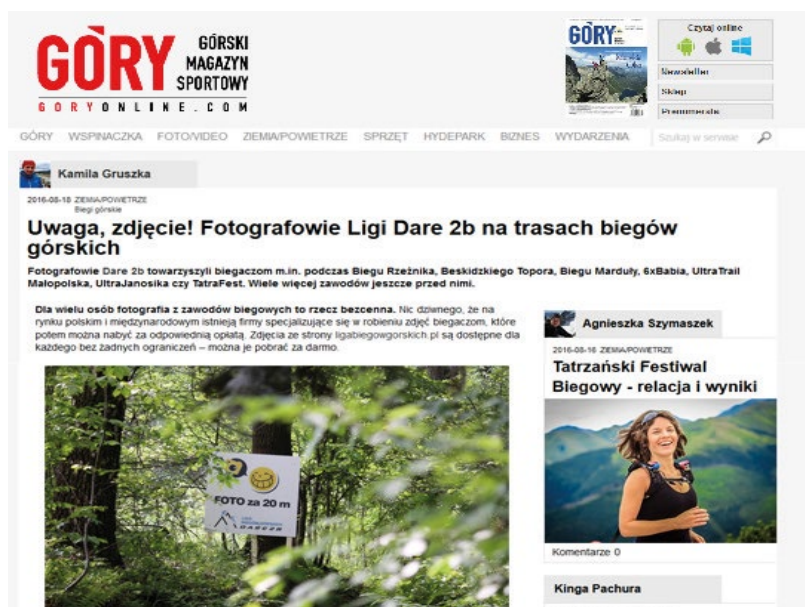 GÓRY GÓRSKI
MAGAZYN
SPORTOWY
GORYONLINE.COM
GÓRY
Czytaj online
Newsletter
Sklep
Prenumerata
GÓRY WSPINACZKA FOTO/VIDEO ZIEMIA/POWIETRZE SPRZĘT HYDEPARK BIZNES WYDARZENIA Szukaj w serwisie
Kamila Gruszka
2016-08-18 ZIEMIA/POWIETRZE
Biegi górskie
Uwaga, zdjęcie! Fotografowie Ligi Dare 2b na trasach biegów
górskich
Fotografowie Dare 2b towarzyszyli biegaczom m.in. podczas Biegu Rzeźnika, Beskidzkiego Topora, Biegu Marduły, 6xBabia, UltraTrail
Małopolska, UltraJanosika czy TatraFest. Wiele więcej zawodów jeszcze przed nimi.
Dla wielu osób fotografia z zawodów biegowych to rzecz bezcenna. Nic dziwnego, że na
rynku polskim i międzynarodowym istnieją firmy specjalizujące się w robieniu zdjęć biegaczom, które
potem można nabyć za odpowiednią opłatą. Zdjęcia ze strony ligabiegowgorskich.pl są dostępne dla
każdego bez żadnych ograniczeń – można je pobrać za darmo.
FOTO za 20 m
Agnieszka Szymaszek
2016-08-16 ZIEMIA/POWIETRZE
Tatrzański Festiwal
Biegowy - relacja i wyniki
Komentarze 0
Kinga Pachura